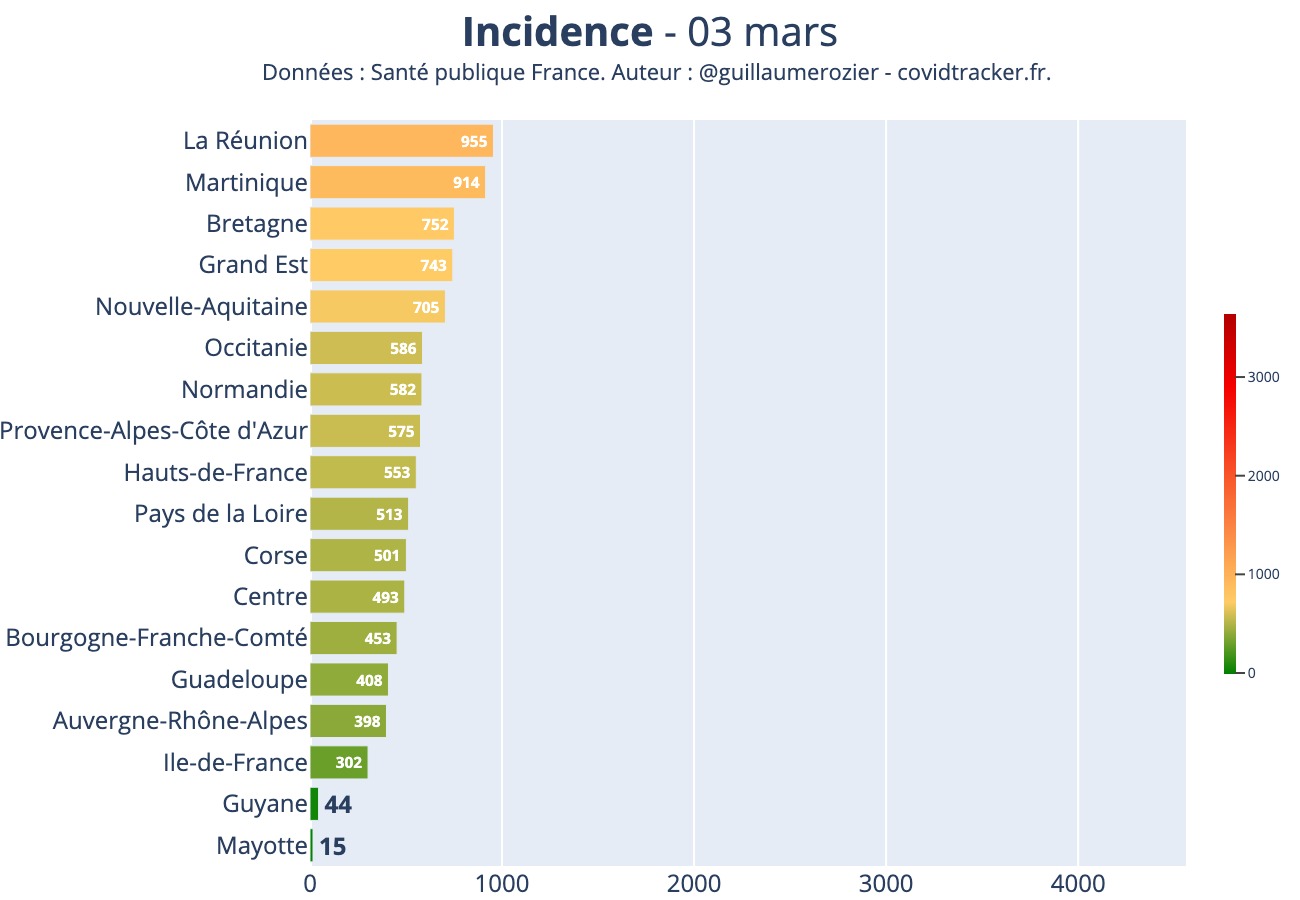 Incidence - 03 mars
Données : Santé publique France. Auteur : @guillaumerozier - covidtracker.fr.
La Réunion 955
Martinique 914
Bretagne 752
Grand Est 743
Nouvelle-Aquitaine 705
Occitanie 586
Normandie 582
Provence-Alpes-Côte d'Azur 575
Hauts-de-France 553
Pays de la Loire 513
Corse 501
Centre 493
Bourgogne-Franche-Comté 453
Guadeloupe 408
Auvergne-Rhône-Alpes 398
Ile-de-France 302
Guyane 44
Mayotte 15
0 1000 2000 3000 4000
3000
2000
1000
0